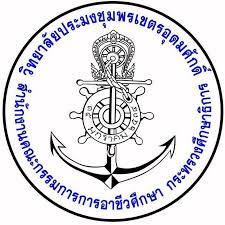 วิทยาลัยประมงชุมพรเขตรอุดมศักดิ์
สำนักงานคณะกรรมการการอาชีวศึกษา กระทรวงศึกษาธิการ